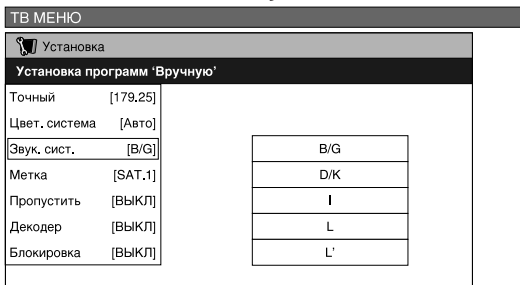 ТВ МЕНЮ
Установка
Установка программ ‘Вручную’
Точный [179.25]
Цвет. система [Авто]
Звук. сист. [B/G]
Метка [SAT.1]
Пропустить [ВЫКЛ]
Декодер [ВЫКЛ]
Блокировка [ВЫКЛ]
B/G
D/K
I
L
L’